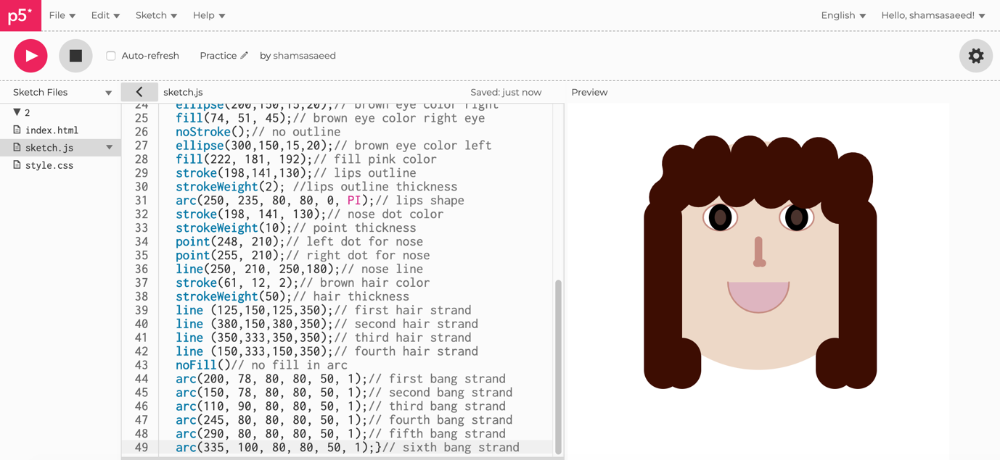 p5* File Edit Sketch Help English Hello, shamsasaeed!
Auto-refresh Practice by shamsasaeed
Sketch Files sketch.js Saved: just now Preview
2
index.html
sketch.js
style.css
24 ellipse(200,150,15,20);// brown eye color right
25 fill(74, 51, 45);// brown eye color right eye
26 noStroke();// no outline
27 ellipse(300,150,15,20);// brown eye color left
28 fill(222, 181, 192);// fill pink color
29 stroke(198,141,130);// lips outline
30 strokeWeight(2); //lips outline thickness
31 arc(250, 235, 80, 80, 0, PI);// lips shape
32 stroke(198, 141, 130);// nose dot color
33 strokeWeight(10);// point thickness
34 point(248, 210);// left dot for nose
35 point(255, 210);// right dot for nose
36 line(250, 210, 250,180);// nose line
37 stroke(61, 12, 2);// brown hair color
38 strokeWeight(50);// hair thickness
39 line (125,150,125,350);// first hair strand
40 line (380,150,380,350);// second hair strand
41 line (350,333,350,350);// third hair strand
42 line (150,333,150,350);// fourth hair strand
43 noFill()// no fill in arc
44 arc(200, 78, 80, 80, 50, 1);// first bang strand
45 arc(150, 78, 80, 80, 50, 1);// second bang strand
46 arc(110, 90, 80, 80, 50, 1);// third bang strand
47 arc(245, 80, 80, 80, 50, 1);// fourth bang strand
48 arc(290, 80, 80, 80, 50, 1);// fifth bang strand
49 arc(335, 100, 80, 80, 50, 1);}// sixth bang strand